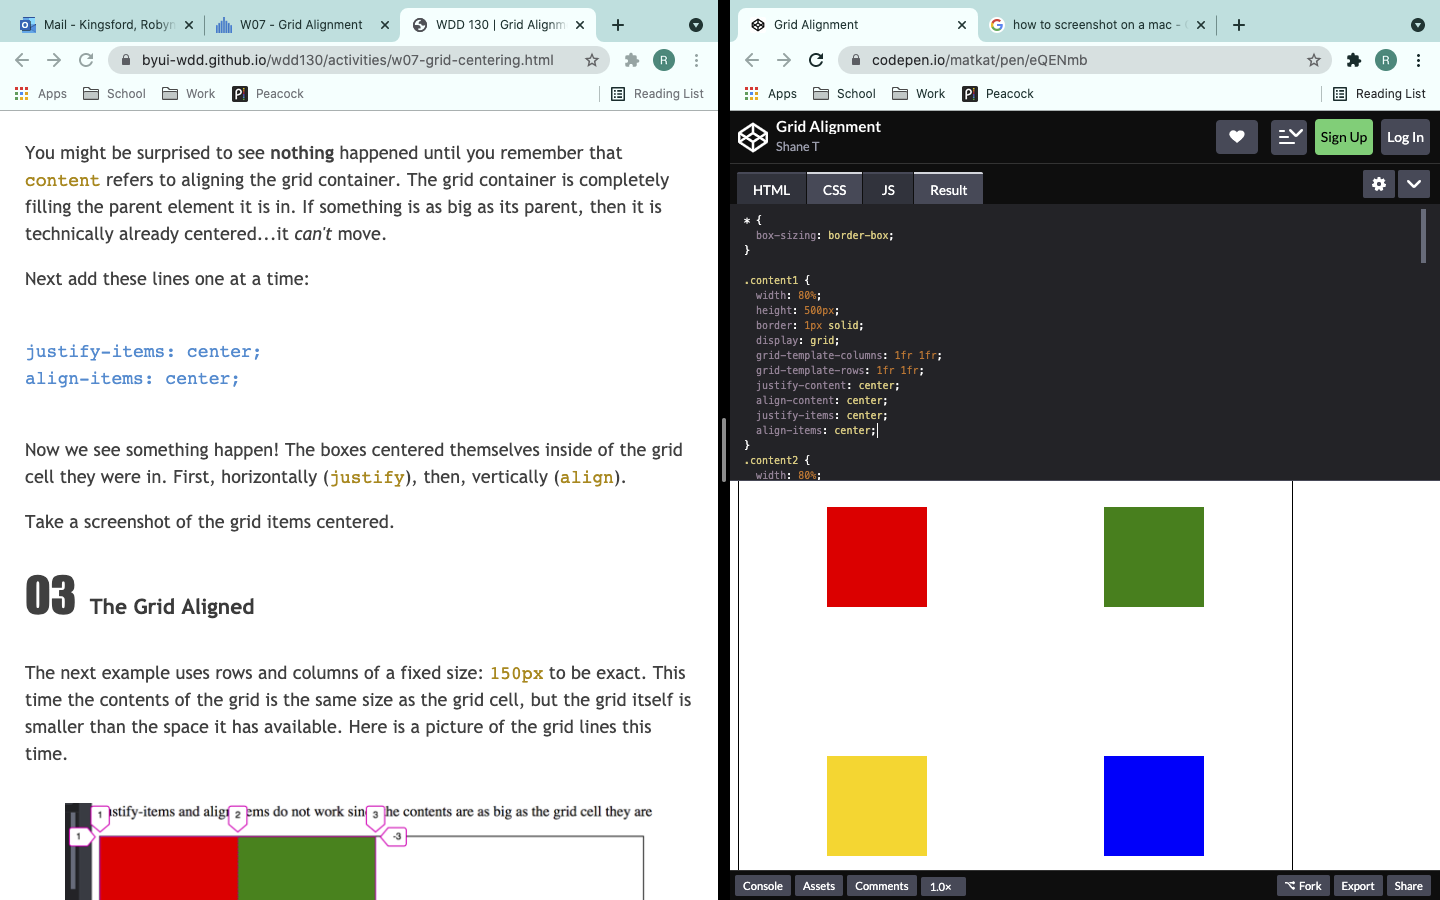 Mail - Kingsford, Robyn
W07 - Grid Alignment
WDD 130 | Grid Alignm
byui-wdd.github.io/wdd130/activities/w07-grid-centering.html
R
Apps
School
Work
Peacock
Reading List
You might be surprised to see nothing happened until you remember that
content refers to aligning the grid container. The grid container is completely
filling the parent element it is in. If something is as big as its parent, then it is
technically already centered...it can't move.
Next add these lines one at a time:
justify-items: center;
align-items: center;
Now we see something happen! The boxes centered themselves inside of the grid
cell they were in. First, horizontally (justify), then, vertically (align).
Take a screenshot of the grid items centered.
03 The Grid Aligned
The next example uses rows and columns of a fixed size: 150px to be exact. This
time the contents of the grid is the same size as the grid cell, but the grid itself is
smaller than the space it has available. Here is a picture of the grid lines this
time.
stify-items and align ems do not work sin he contents are as big as the grid cell they are
1 2 3
1 -3
Grid Alignment
how to screenshot on a mac -
codepen.io/matkat/pen/eQENmb
R
Apps
School
Work
Peacock
Reading List
Grid Alignment
Shane T
Sign Up
Log In
HTML
CSS
JS
Result
* {
box-sizing: border-box;
}
.content1 {
width: 80%;
height: 500px;
border: 1px solid;
display: grid;
grid-template-columns: 1fr 1fr;
grid-template-rows: 1fr 1fr;
justify-content: center;
align-content: center;
justify-items: center;
align-items: center;
}
.content2 {
width: 80%;
Console
Assets
Comments
1.0×
Fork
Export
Share